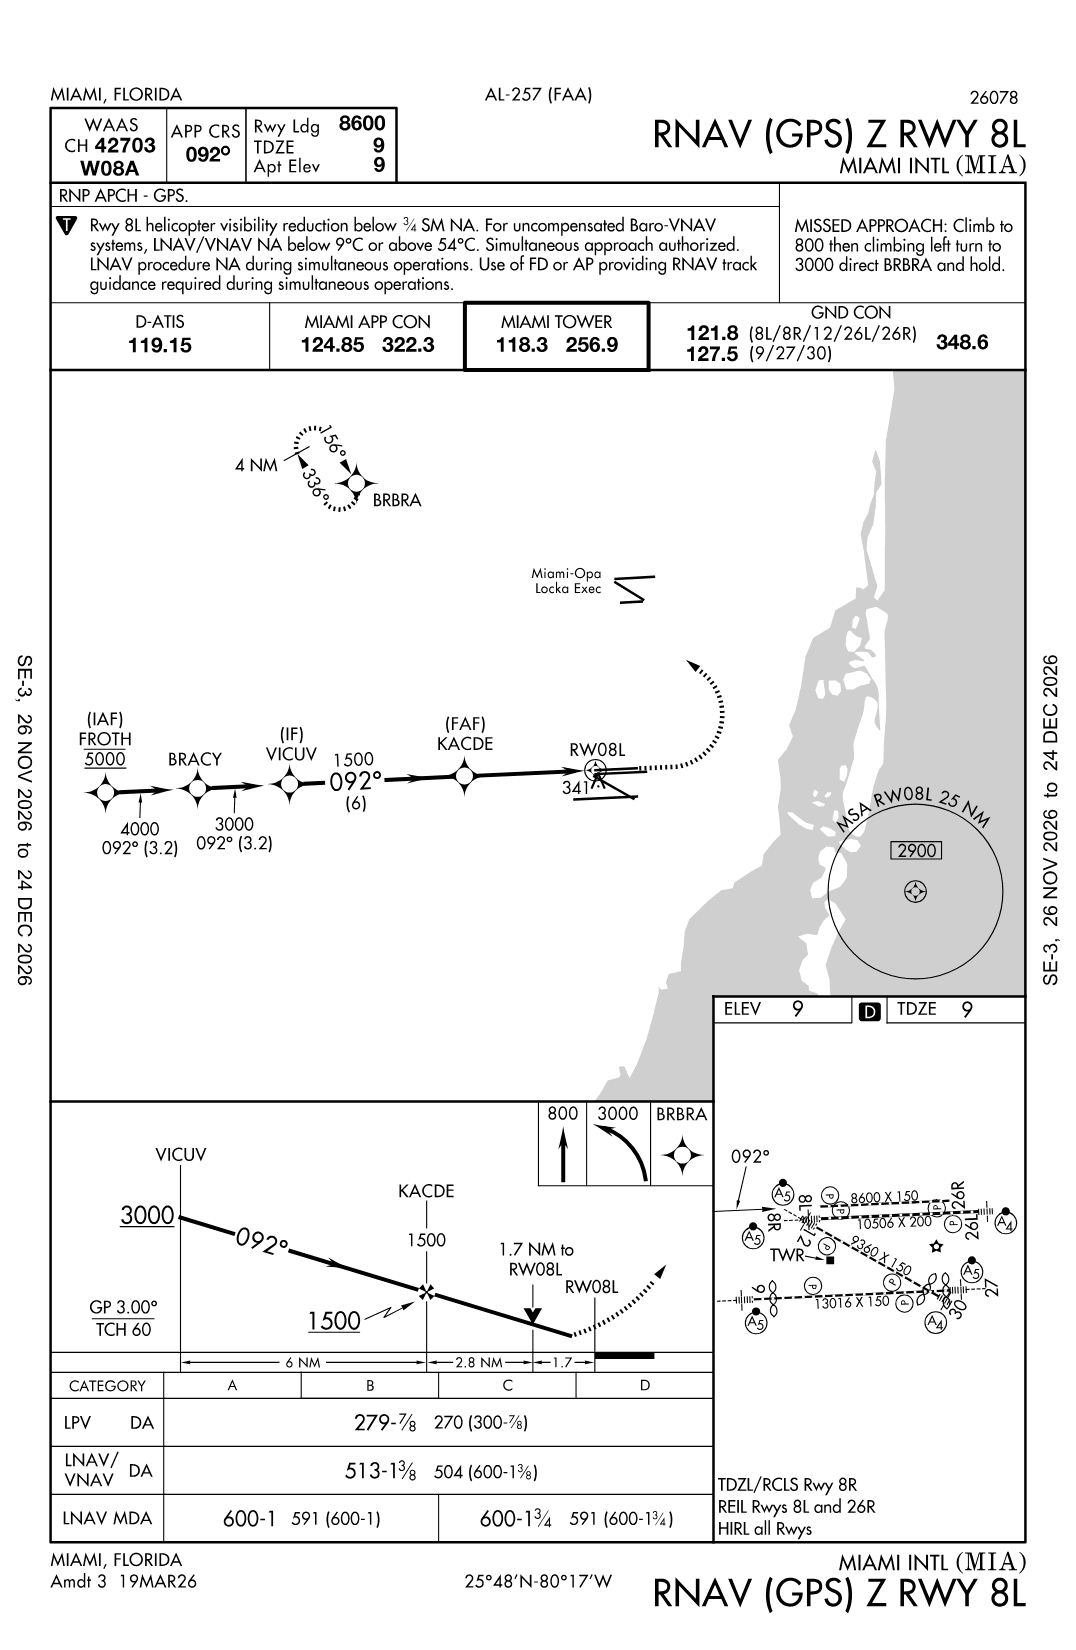 MIAMI, FLORIDA
AL-257 (FAA)
26078
WAAS
CH 42703
W08A
APP CRS
092°
Rwy Ldg 8600
TDZE 9
Apt Elev 9
RNAV (GPS) Z RWY 8L
MIAMI INTL (MIA)
RNP APCH - GPS.
T
Rwy 8L helicopter visibility reduction below ¾ SM NA. For uncompensated Baro-VNAV
systems, LNAV/VNAV NA below 9°C or above 54°C. Simultaneous approach authorized.
LNAV procedure NA during simultaneous operations. Use of FD or AP providing RNAV track
guidance required during simultaneous operations.
MISSED APPROACH: Climb to
800 then climbing left turn to
3000 direct BRBRA and hold.
D-ATIS
119.15
MIAMI APP CON
124.85 322.3
MIAMI TOWER
118.3 256.9
GND CON
121.8 (8L/8R/12/26L/26R)
127.5 (9/27/30)
348.6
156°
4 NM
336°
BRBRA
Miami-Opa
Locka Exec
(IAF)
FROTH
5000
BRACY
(IF)
VICUV
1500
092°
(6)
(FAF)
KACDE
RW08L
341
4000
092° (3.2)
3000
092° (3.2)
MSA RW08L 25 NM
2900
SE-3, 26 NOV 2026 to 24 DEC 2026
SE-3, 26 NOV 2026 to 24 DEC 2026
ELEV 9
D
TDZE 9
092°
A5
P
8L
8600 X 150
26R
P
P
8R
10506 X 200
P
26L
A4
A5
12
P
9360 X 150
TWR
A5
9
P
P
27
13016 X 150
P
30
A5
A4
TDZL/RCLS Rwy 8R
REIL Rwys 8L and 26R
HIRL all Rwys
800
3000
BRBRA
VICUV
3000
092°
KACDE
1500
1500
1.7 NM to
RW08L
RW08L
GP 3.00°
TCH 60
6 NM
2.8 NM
1.7
CATEGORY A B C D
LPV DA 279-⅞ 270 (300-⅞)
LNAV/
VNAV DA 513-1⅜ 504 (600-1⅜)
LNAV MDA 600-1 591 (600-1) 600-1¾ 591 (600-1¾)
MIAMI, FLORIDA
Amdt 3 19MAR26
25°48'N-80°17'W
MIAMI INTL (MIA)
RNAV (GPS) Z RWY 8L